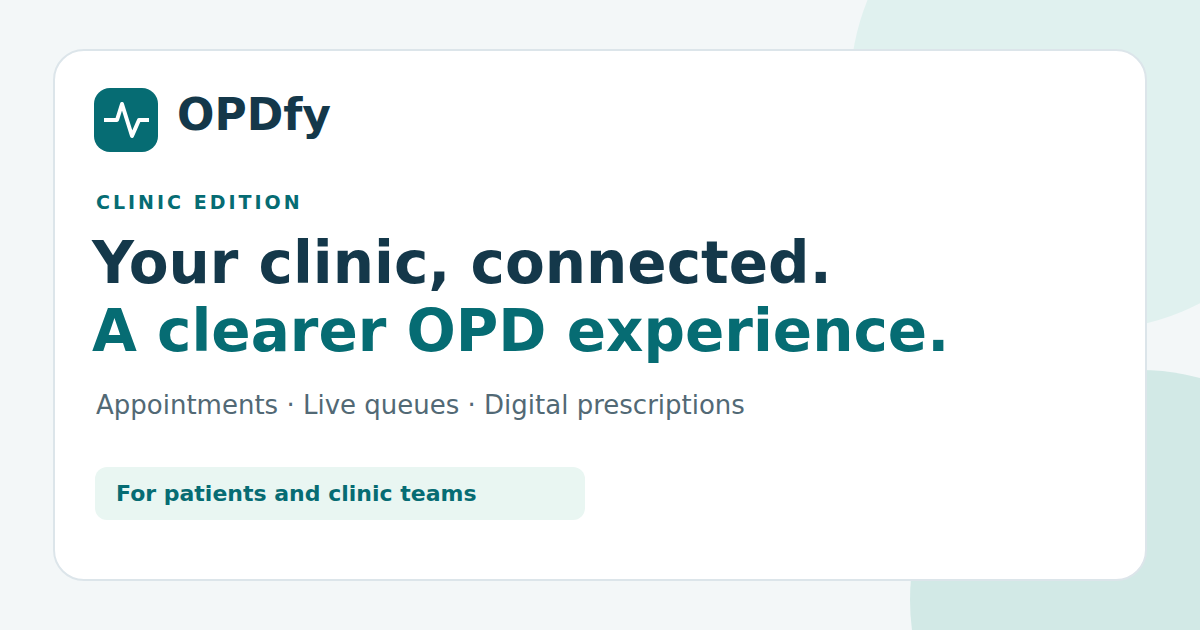 OPDfy
CLINIC EDITION
Your clinic, connected.
A clearer OPD experience.
Appointments · Live queues · Digital prescriptions
For patients and clinic teams